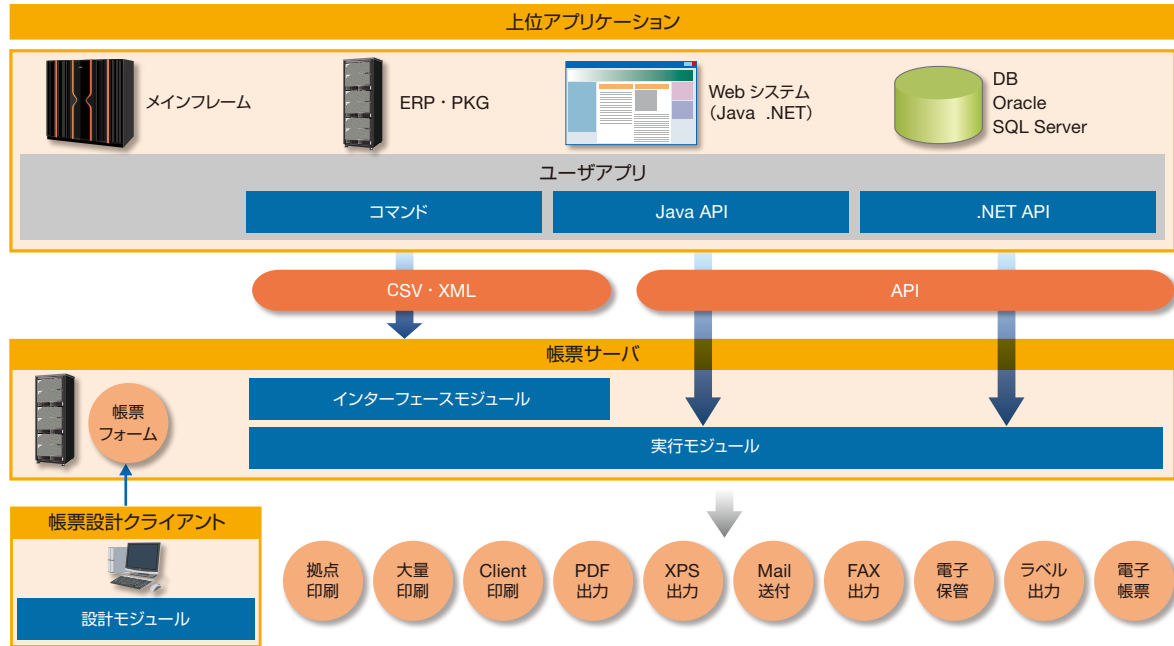 上位アプリケーション
メインフレーム
ERP・PKG
Web システム
（Java .NET）
DB
Oracle
SQL Server
ユーザアプリ
コマンド
Java API
.NET API
CSV・XML
API
帳票サーバ
帳票
フォーム
インターフェースモジュール
実行モジュール
帳票設計クライアント
設計モジュール
拠点
印刷
大量
印刷
Client
印刷
PDF
出力
XPS
出力
Mail
送付
FAX
出力
電子
保管
ラベル
出力
電子
帳票